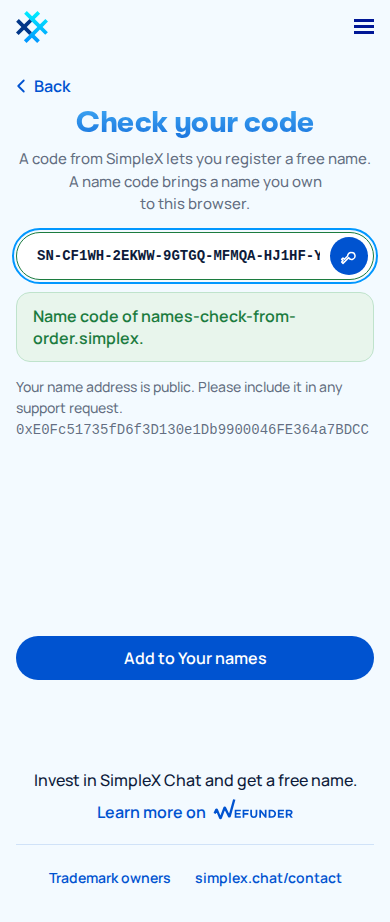 Back
Check your code
A code from SimpleX lets you register a free name.
A name code brings a name you own
to this browser.
SN-CF1WH-2EKWW-9GTGQ-MFMQA-HJ1HF-Y
Name code of names-check-from-
order.simplex.
Your name address is public. Please include it in any
support request.
0xE0Fc51735fD6f3D130e1Db9900046FE364a7BDCC
Add to Your names
Invest in SimpleX Chat and get a free name.
Learn more on WEFUNDER
Trademark owners simplex.chat/contact